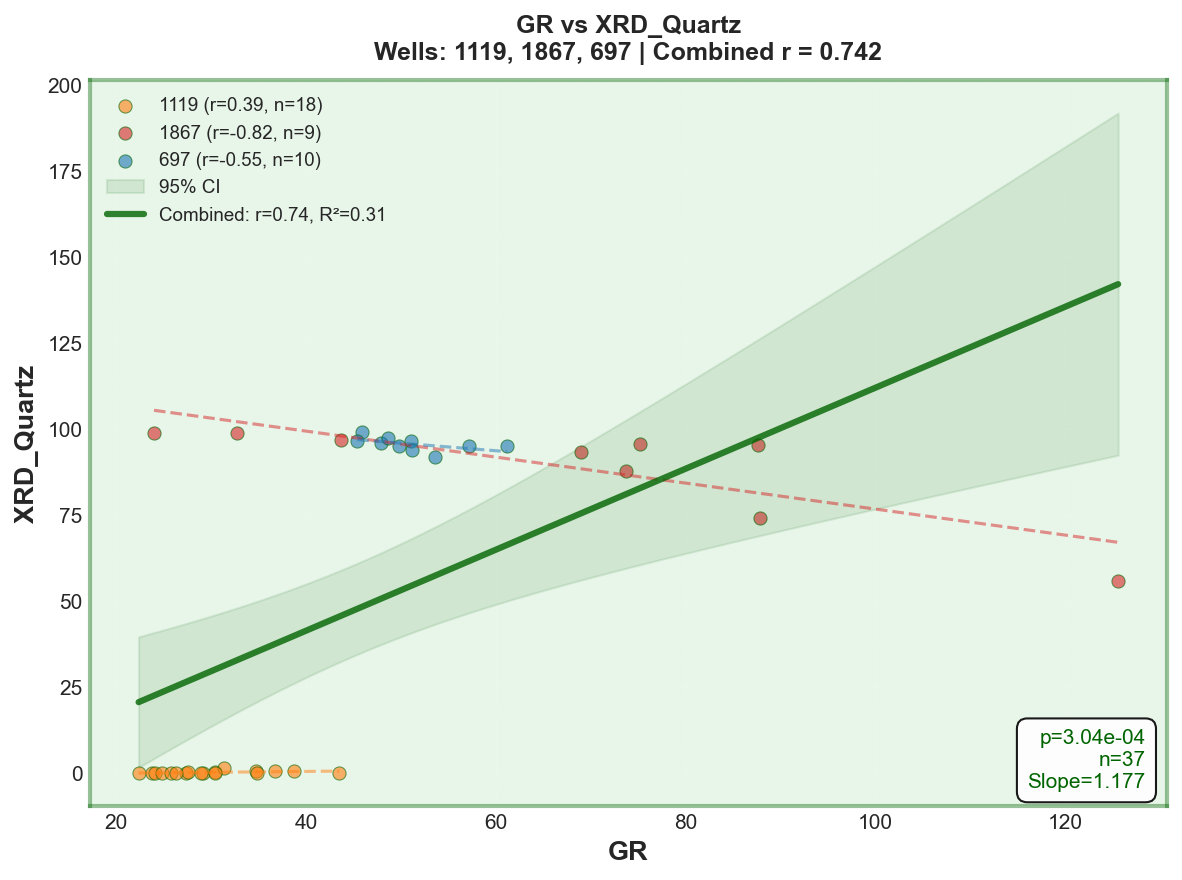 GR vs XRD_Quartz
Wells: 1119, 1867, 697 | Combined r = 0.742
1119 (r=0.39, n=18)
1867 (r=-0.82, n=9)
697 (r=-0.55, n=10)
95% CI
Combined: r=0.74, R²=0.31
XRD_Quartz
200
175
150
125
100
75
50
25
0
p=3.04e-04
n=37
Slope=1.177
20 40 60 80 100 120
GR